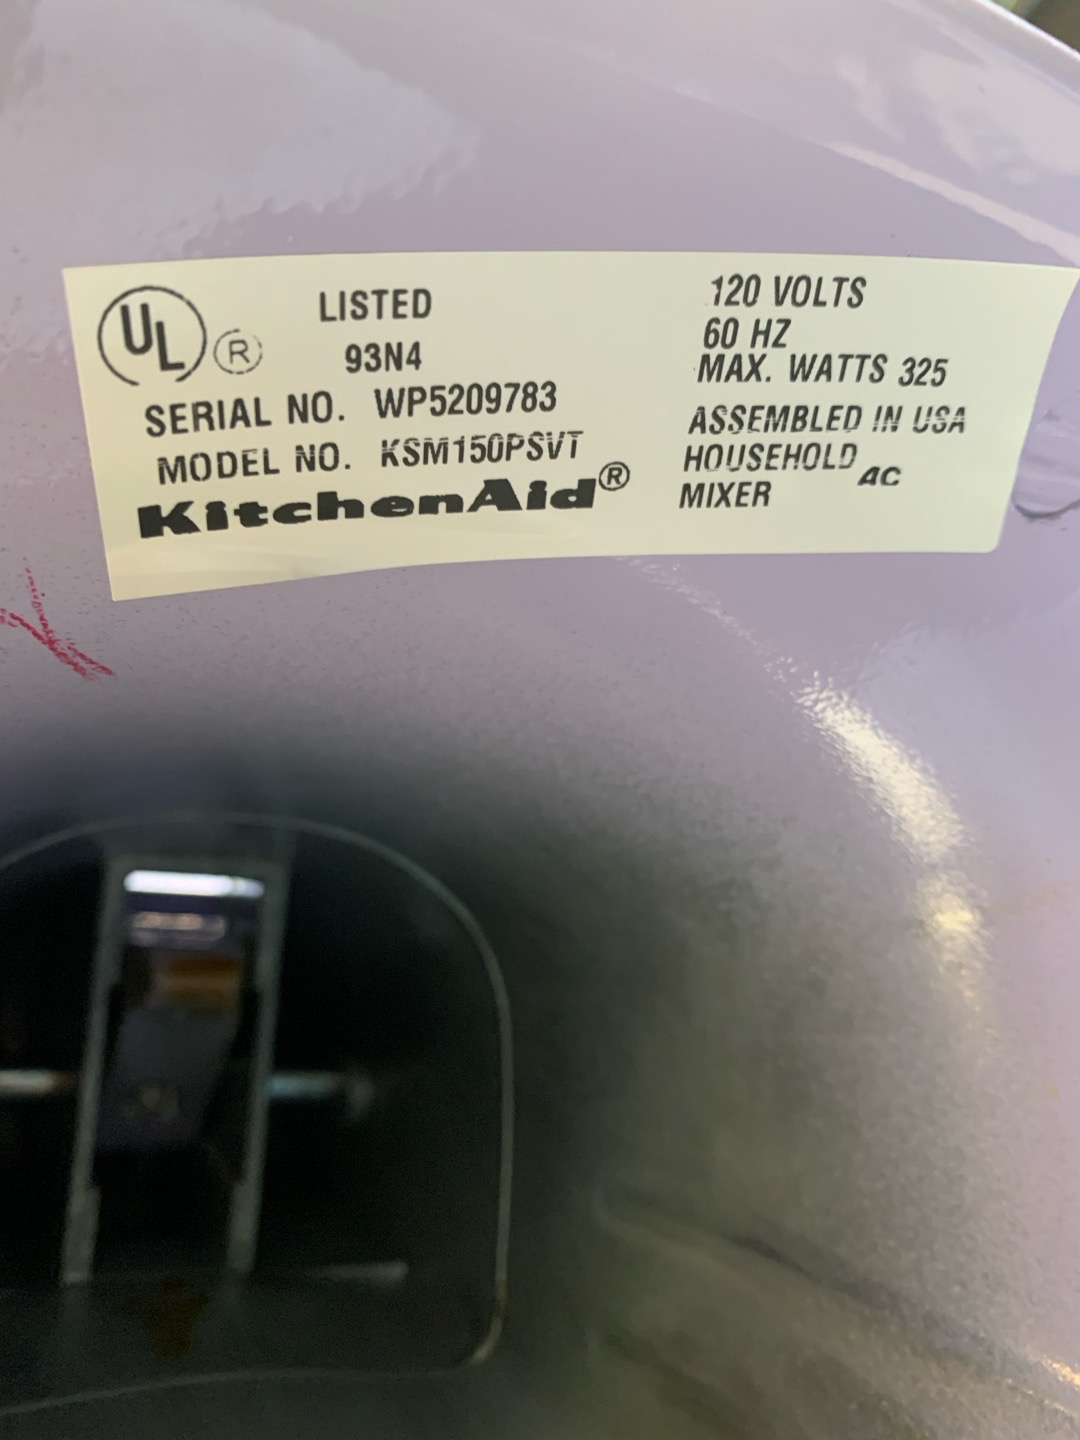 UL ® LISTED
93N4
SERIAL NO. WP5209783
MODEL NO. KSM150PSVT
KitchenAid®
120 VOLTS
60 HZ
MAX. WATTS 325
ASSEMBLED IN USA
HOUSEHOLD AC
MIXER